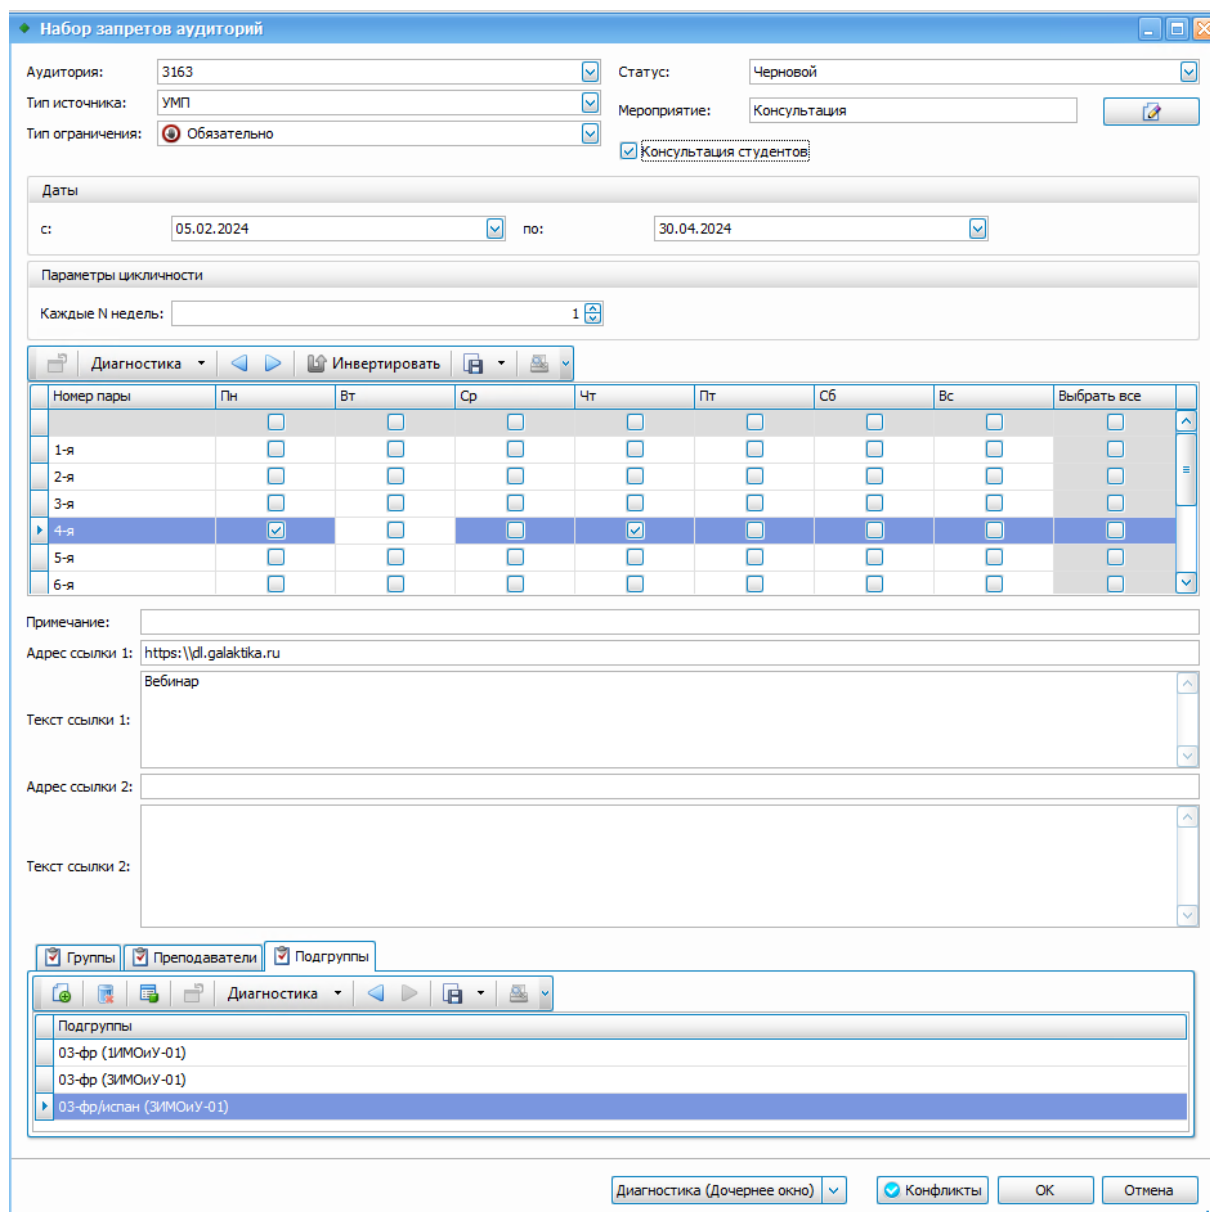 Набор запретов аудиторий
Аудитория: 3163 Статус: Черновой
Тип источника: УМП Мероприятие: Консультация
Тип ограничения: Обязательно
Консультация студентов
Даты
с: 05.02.2024 по: 30.04.2024
Параметры цикличности
Каждые N недель: 1
Диагностика Инвертировать
Номер пары Пн Вт Ср Чт Пт Сб Вс Выбрать все
1-я
2-я
3-я
4-я
5-я
6-я
Примечание:
Адрес ссылки 1: https:\\dl.galaktika.ru
Вебинар
Текст ссылки 1:
Адрес ссылки 2:
Текст ссылки 2:
Группы Преподаватели Подгруппы
Диагностика
Подгруппы
03-фр (1ИМОиУ-01)
03-фр (3ИМОиУ-01)
03-фр/испан (3ИМОиУ-01)
Диагностика (Дочернее окно) Конфликты ОК Отмена